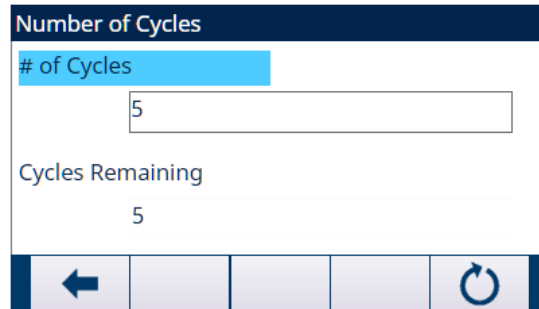 Number of Cycles
# of Cycles
5
Cycles Remaining
5